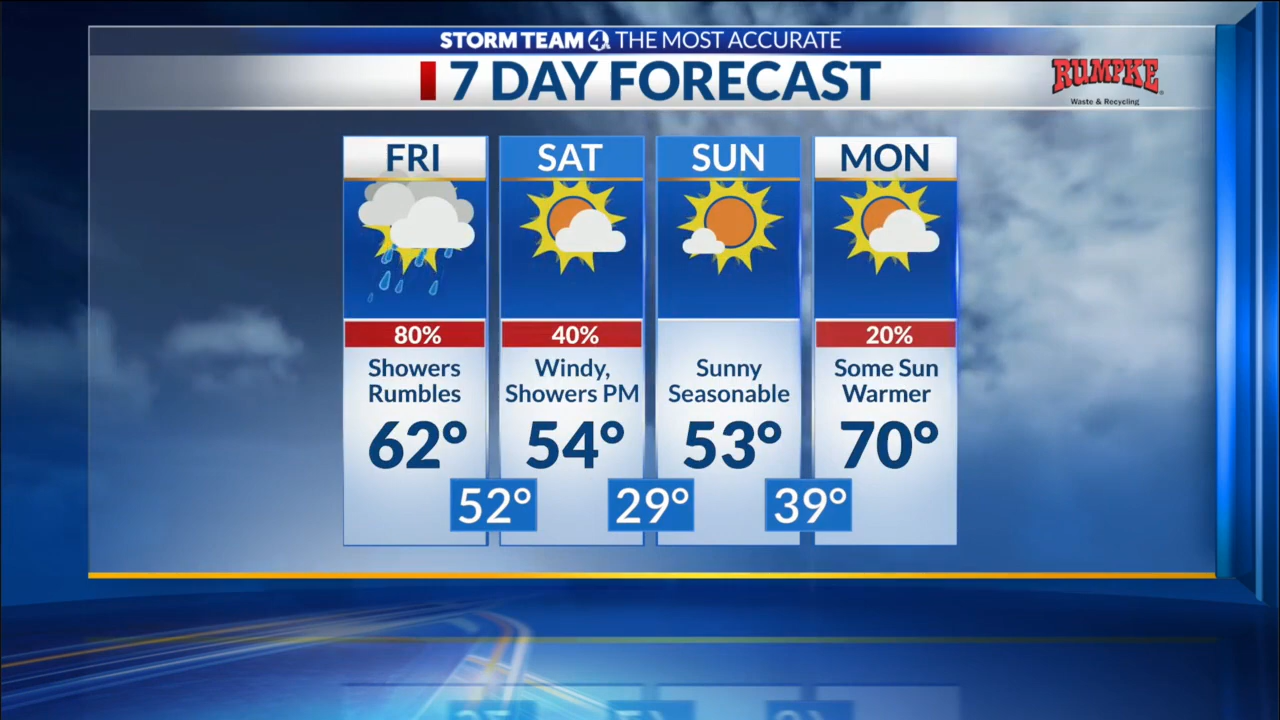 STORM TEAM 4 THE MOST ACCURATE
7 DAY FORECAST
RUMPKE
Waste & Recycling
FRI
80%
Showers
Rumbles
62°
52°
SAT
40%
Windy,
Showers PM
54°
29°
SUN
Sunny
Seasonable
53°
39°
MON
20%
Some Sun
Warmer
70°